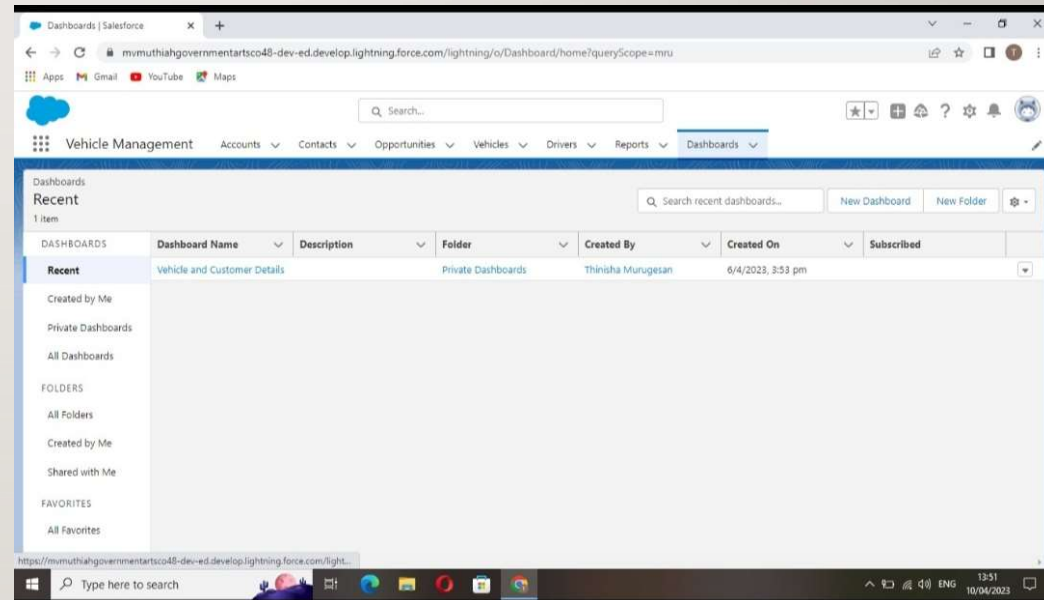 Dashboards | Salesforce
mvmuthiahgovernmentartsco48-dev-ed.develop.lightning.force.com/lightning/o/Dashboard/home?queryScope=mru
T
Apps Gmail YouTube Maps
Search...
Vehicle Management Accounts Contacts Opportunities Vehicles Drivers Reports Dashboards
Dashboards
Recent
1 item
Search recent dashboards...
New Dashboard
New Folder
DASHBOARDS
Dashboard Name Description Folder Created By Created On Subscribed
Recent
Vehicle and Customer Details Private Dashboards Thinisha Murugesan 6/4/2023, 3:53 pm
Created by Me
Private Dashboards
All Dashboards
FOLDERS
All Folders
Created by Me
Shared with Me
FAVORITES
All Favorites
https://mvmuthiahgovernmentartsco48-dev-ed.develop.lightning.force.com/light...
Type here to search
ENG
13:51
10/04/2023